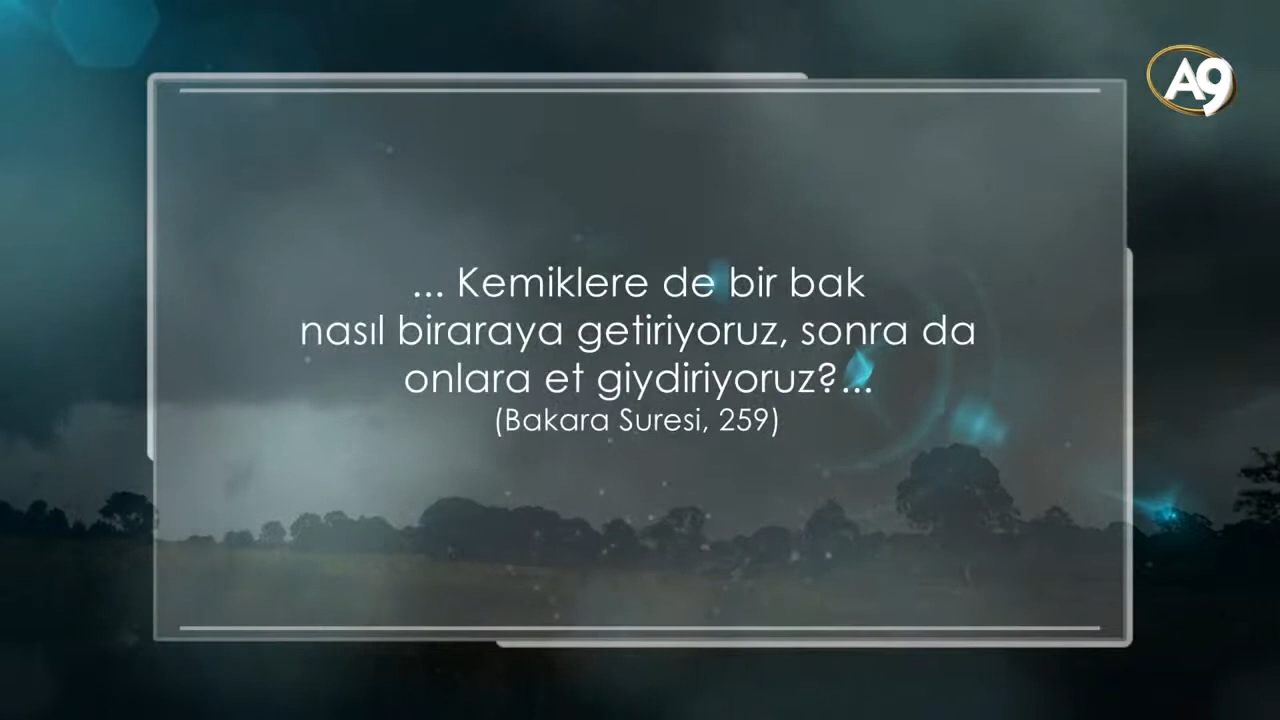 A9
... Kemiklere de bir bak
nasıl biraraya getiriyoruz, sonra da
onlara et giydiriyoruz?...
(Bakara Suresi, 259)